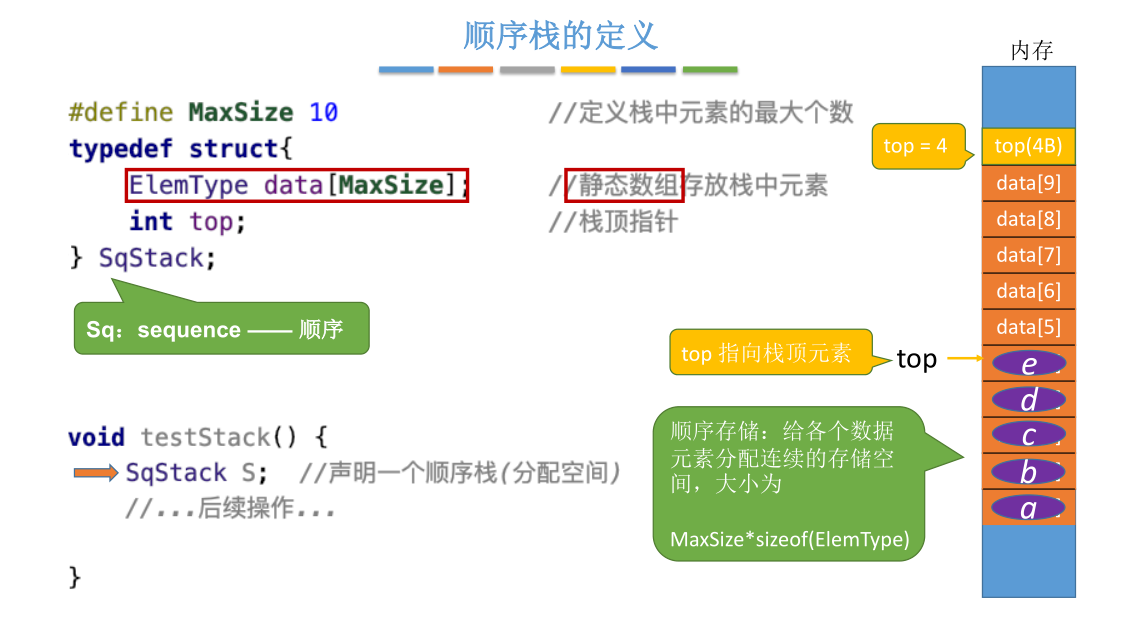 顺序栈的定义
#define MaxSize 10 //定义栈中元素的最大个数
typedef struct{
ElemType data[MaxSize]; //静态数组存放栈中元素
int top; //栈顶指针
} SqStack;
Sq：sequence —— 顺序
void testStack() {
SqStack S; //声明一个顺序栈(分配空间)
//...后续操作...
}
top 指向栈顶元素
top
顺序存储：给各个数据
元素分配连续的存储空
间，大小为
MaxSize*sizeof(ElemType)
内存
top = 4
top(4B)
data[9]
data[8]
data[7]
data[6]
data[5]
e
d
c
b
a